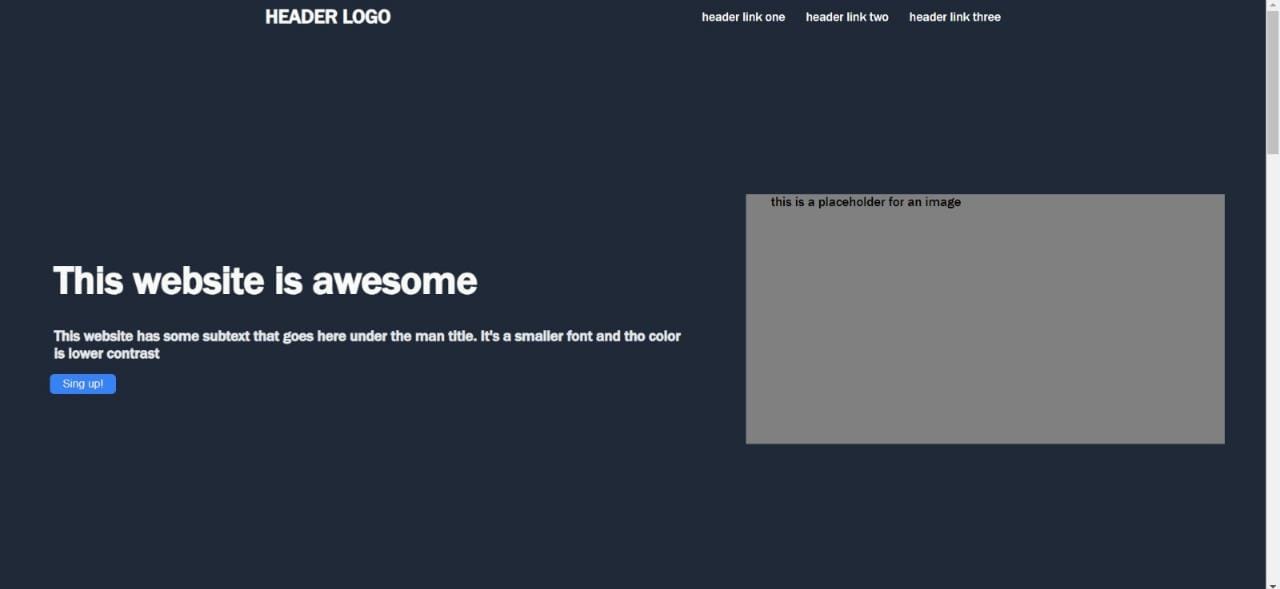 HEADER LOGO
header link one header link two header link three
this is a placeholder for an image
This website is awesome
This website has some subtext that goes here under the man title. It's a smaller font and tho color
is lower contrast
Sing up!